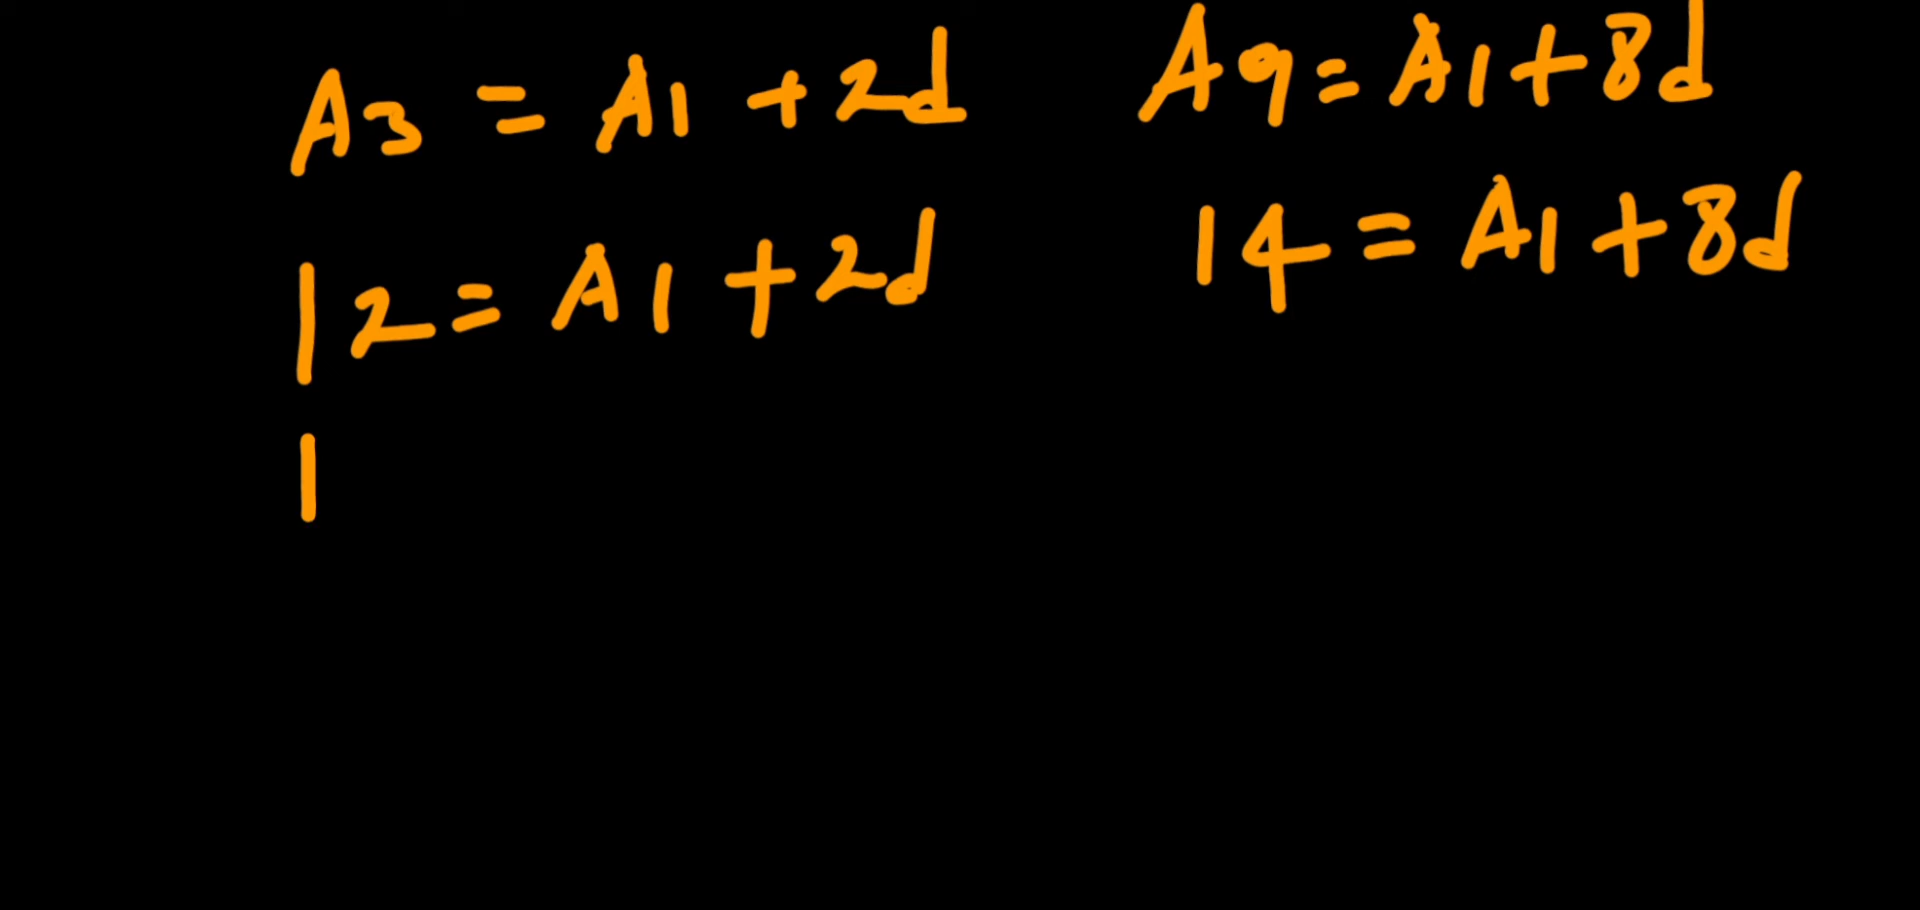 A3 = A1 + 2d
A9 = A1 + 8d
12 = A1 + 2d
14 = A1 + 8d
1